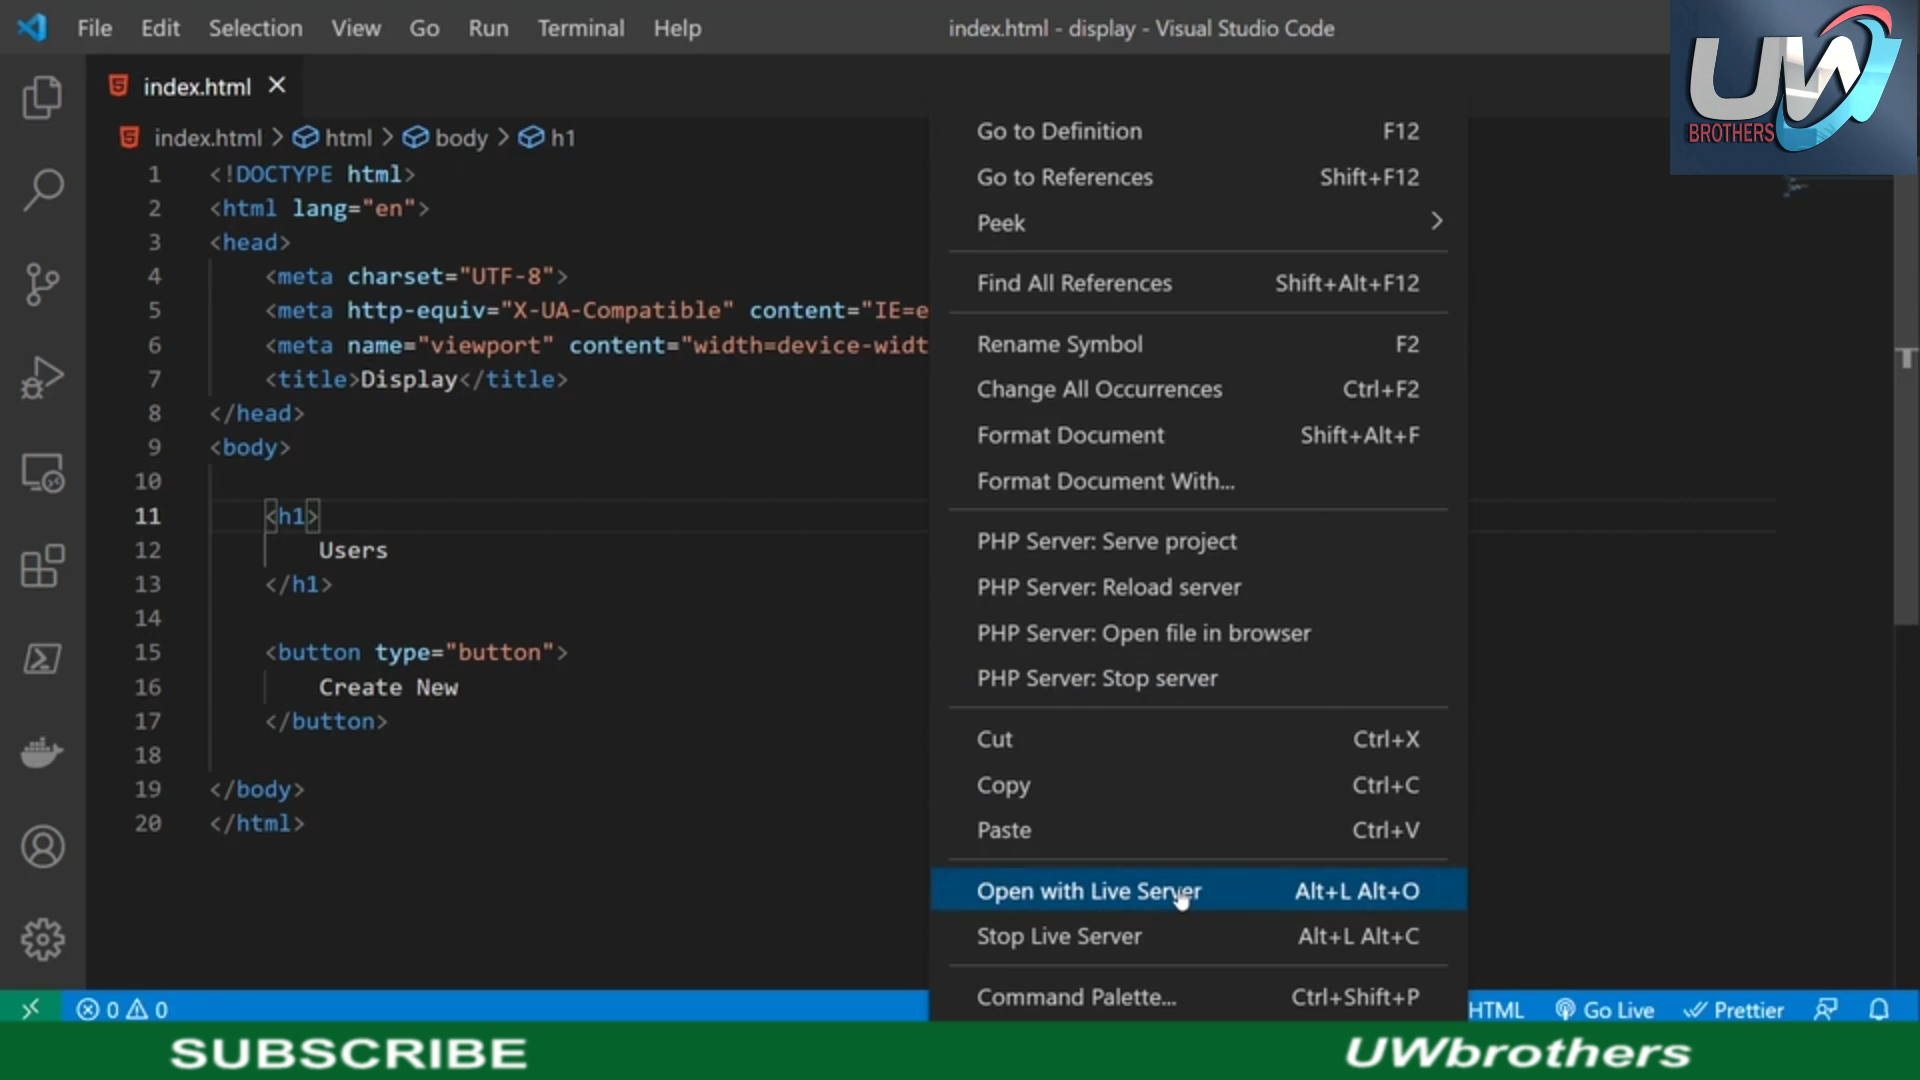 File Edit Selection View Go Run Terminal Help index.html - display - Visual Studio Code
UW
BROTHERS
index.html
index.html > html > body > h1
1 <!DOCTYPE html>
2 <html lang="en">
3 <head>
4 <meta charset="UTF-8">
5 <meta http-equiv="X-UA-Compatible" content="IE=e
6 <meta name="viewport" content="width=device-widt
7 <title>Display</title>
8 </head>
9 <body>
10
11 <h1>
12 Users
13 </h1>
14
15 <button type="button">
16 Create New
17 </button>
18
19 </body>
20 </html>
Go to Definition F12
Go to References Shift+F12
Peek >
Find All References Shift+Alt+F12
Rename Symbol F2
Change All Occurrences Ctrl+F2
Format Document Shift+Alt+F
Format Document With...
PHP Server: Serve project
PHP Server: Reload server
PHP Server: Open file in browser
PHP Server: Stop server
Cut Ctrl+X
Copy Ctrl+C
Paste Ctrl+V
Open with Live Server Alt+L Alt+O
Stop Live Server Alt+L Alt+C
Command Palette... Ctrl+Shift+P
0 0 HTML Go Live Prettier
SUBSCRIBE UWbrothers